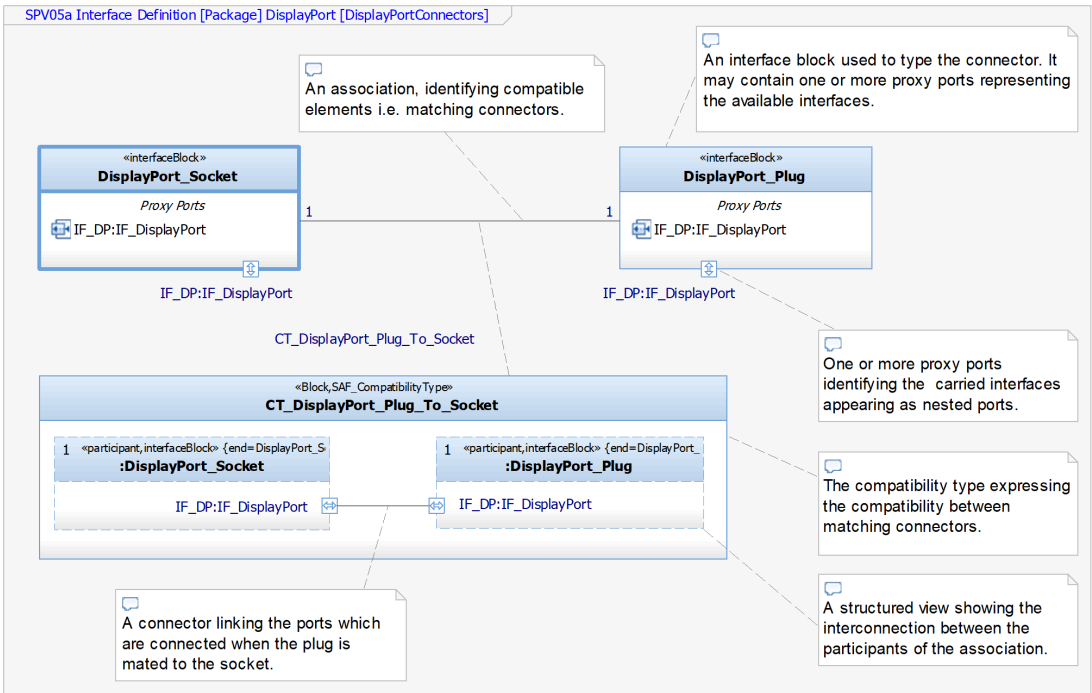 SPV05a Interface Definition [Package] DisplayPort [DisplayPortConnectors]
An association, identifying compatible
elements i.e. matching connectors.
An interface block used to type the connector. It
may contain one or more proxy ports representing
the available interfaces.
«interfaceBlock»
DisplayPort_Socket
Proxy Ports
IF_DP:IF_DisplayPort
1
1
«interfaceBlock»
DisplayPort_Plug
Proxy Ports
IF_DP:IF_DisplayPort
IF_DP:IF_DisplayPort
IF_DP:IF_DisplayPort
CT_DisplayPort_Plug_To_Socket
One or more proxy ports
identifying the  carried interfaces
appearing as nested ports.
«Block,SAF_CompatibilityType»
CT_DisplayPort_Plug_To_Socket
1 «participant,interfaceBlock» {end=DisplayPort_S
:DisplayPort_Socket
IF_DP:IF_DisplayPort
1 «participant,interfaceBlock» {end=DisplayPort_
:DisplayPort_Plug
IF_DP:IF_DisplayPort
The compatibility type expressing
the compatibility between
matching connectors.
A connector linking the ports which
are connected when the plug is
mated to the socket.
A structured view showing the
interconnection between the
participants of the association.